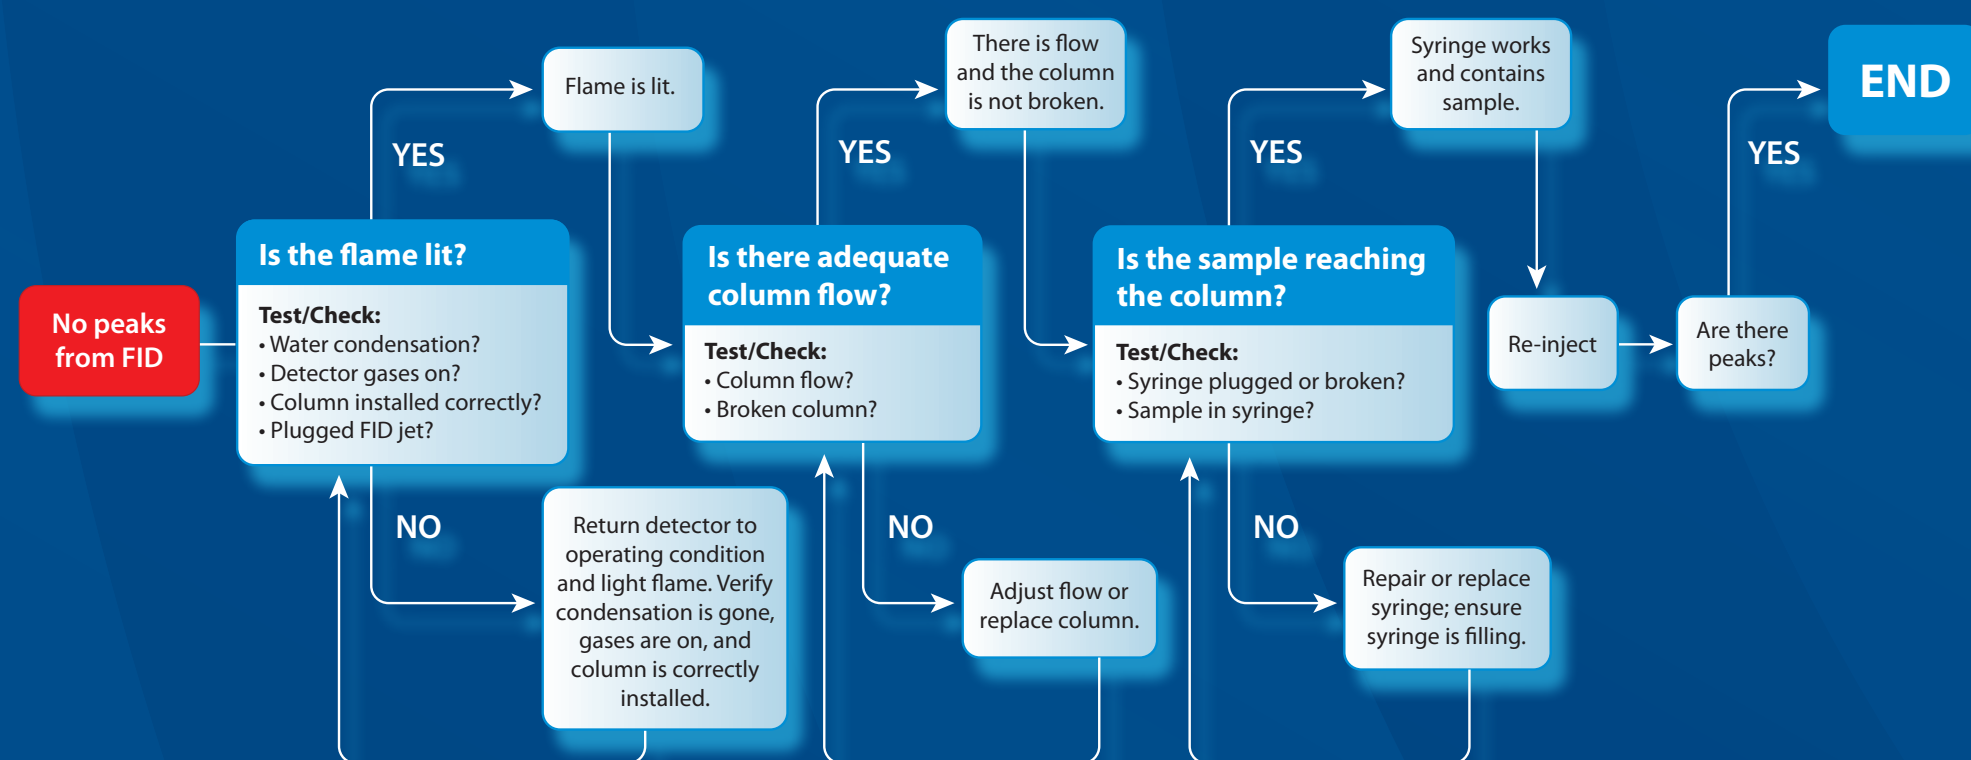 No peaks
from FID
Is the flame lit?
Test/Check:
• Water condensation?
• Detector gases on?
• Column installed correctly?
• Plugged FID jet?
YES
Flame is lit.
NO
Return detector to
operating condition
and light flame. Verify
condensation is gone,
gases are on, and
column is correctly
installed.
Is there adequate
column flow?
Test/Check:
• Column flow?
• Broken column?
YES
There is flow
and the column
is not broken.
NO
Adjust flow or
replace column.
Is the sample reaching
the column?
Test/Check:
• Syringe plugged or broken?
• Sample in syringe?
YES
Syringe works
and contains
sample.
NO
Repair or replace
syringe; ensure
syringe is filling.
Re-inject
Are there
peaks?
YES
END